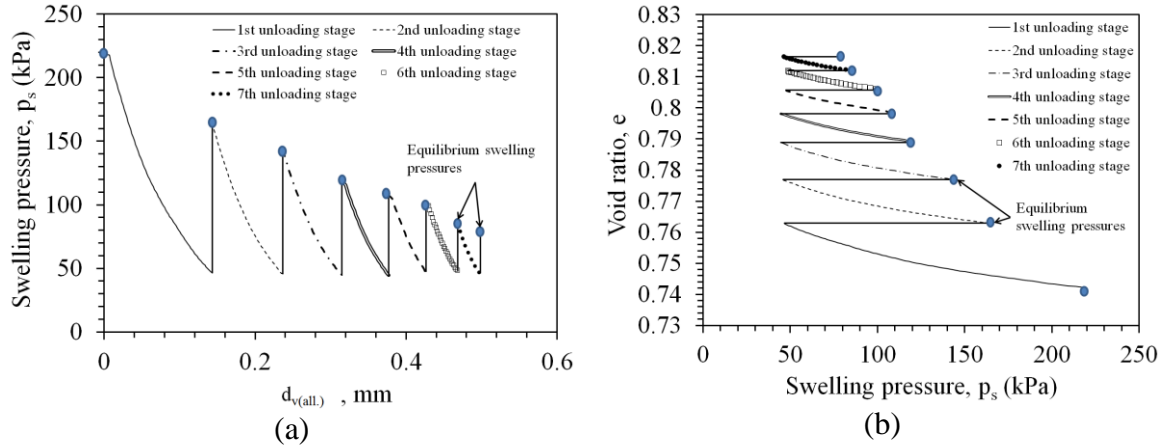 Swelling pressure, ps (kPa)
250
200
150
100
50
0
1st unloading stage
2nd unloading stage
3rd unloading stage
4th unloading stage
5th unloading stage
6th unloading stage
7th unloading stage
Equilibrium swelling
pressures
0
0.2
0.4
0.6
dv(all.) , mm
(a)
Void ratio, e
0.83
0.82
0.81
0.8
0.79
0.78
0.77
0.76
0.75
0.74
0.73
1st unloading stage
2nd unloading stage
3rd unloading stage
4th unloading stage
5th unloading stage
6th unloading stage
7th unloading stage
Equilibrium
swelling pressures
0
50
100
150
200
250
Swelling pressure, ps (kPa)
(b)